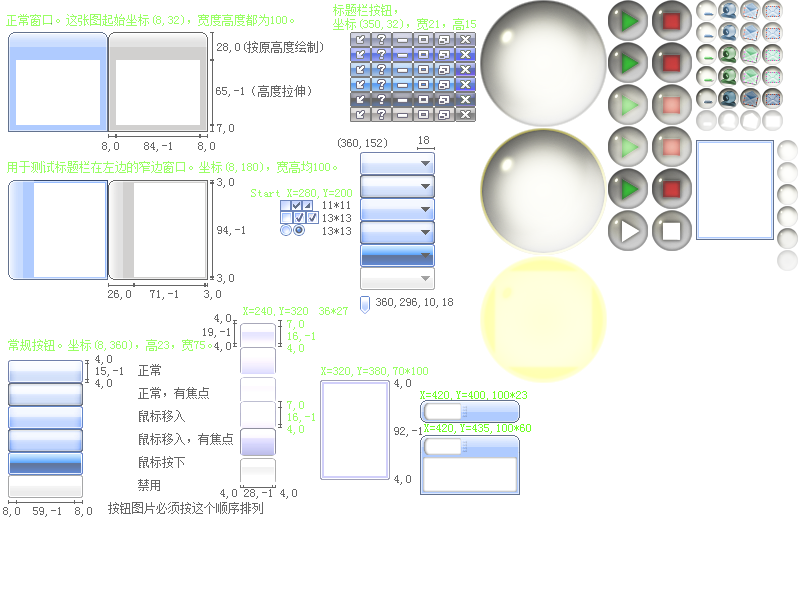 正常窗口。这张图起始坐标(8,32)，宽度高度都为100。
标题栏按钮，
坐标(350,32)，宽21，高15
28,0(按原高度绘制)
65,-1（高度拉伸）
7,0
8,0 84,-1 8,0
用于测试标题栏在左边的窄边窗口。坐标(8,180)，宽高均100。
3,0
94,-1
3,0
26,0 71,-1 3,0
(360,152)
18
Start X=280,Y=200
11*11
13*13
13*13
360,296,10,18
X=240,Y=320 36*27
4,0
19,-1
4,0
7,0
16,-1
4,0
7,0
16,-1
4,0
4,0 28,-1 4,0
常规按钮。坐标(8,360)，高23，宽75。
4,0
15,-1
4,0
正常
正常，有焦点
鼠标移入
鼠标移入，有焦点
鼠标按下
禁用
8,0 59,-1 8,0
按钮图片必须按这个顺序排列
X=320,Y=380,70*100
4,0
92,-1
4,0
X=420,Y=400,100*23
X=420,Y=435,100*60